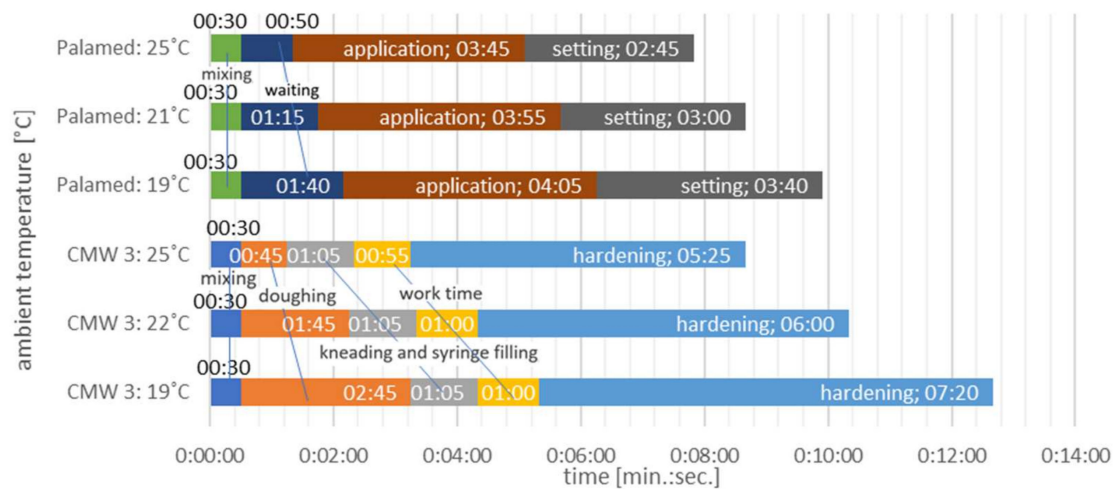 00:30 00:50
Palamed: 25˚C application; 03:45 setting; 02:45
mixing
00:30 waiting
Palamed: 21˚C 01:15 application; 03:55 setting; 03:00
00:30
Palamed: 19˚C 01:40 application; 04:05 setting; 03:40
00:30
CMW 3: 25˚C 00:45 01:05 00:55 hardening; 05:25
mixing doughing work time
00:30
CMW 3: 22˚C 01:45 01:05 01:00 hardening; 06:00
kneading and syringe filling
00:30
CMW 3: 19˚C 02:45 01:05 01:00 hardening; 07:20
ambient temperature [˚C]
0:00:00 0:02:00 0:04:00 0:06:00 0:08:00 0:10:00 0:12:00 0:14:00
time [min.:sec.]